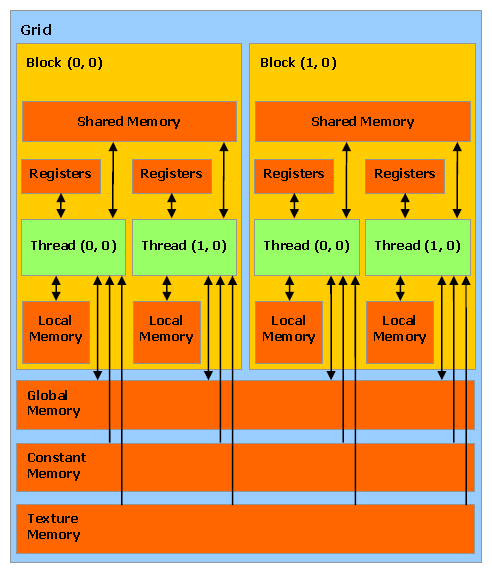 Grid
Block (0, 0)
Shared Memory
Registers
Registers
Thread (0, 0)
Thread (1, 0)
Local
Memory
Local
Memory
Block (1, 0)
Shared Memory
Registers
Registers
Thread (0, 0)
Thread (1, 0)
Local
Memory
Local
Memory
Global
Memory
Constant
Memory
Texture
Memory